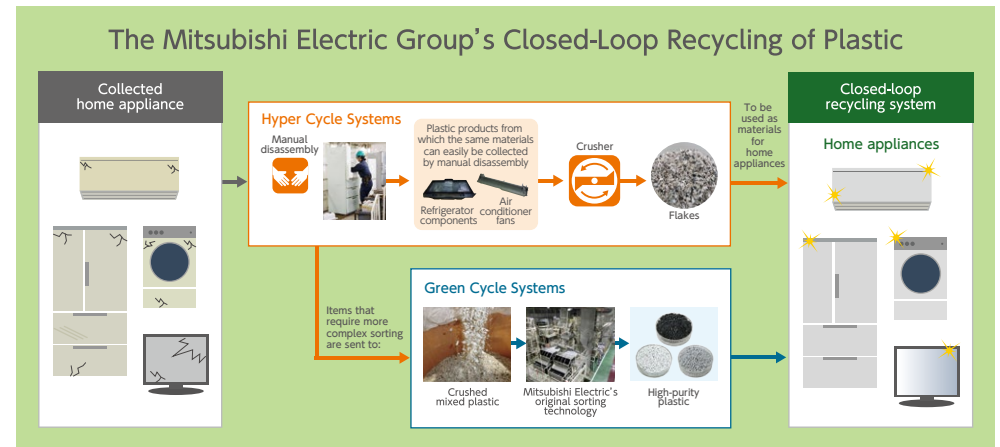 The Mitsubishi Electric Group's Closed-Loop Recycling of Plastic
Collected
home appliance
Hyper Cycle Systems
Manual
disassembly
Plastic products from
which the same materials
can easily be collected
by manual disassembly
Refrigerator
components
Air
conditioner
fans
Crusher
Flakes
To be
used as
materials
for
home
appliances
Closed-loop
recycling system
Home appliances
Items that
require more
complex sorting
are sent to:
Green Cycle Systems
Crushed
mixed plastic
Mitsubishi Electric's
original sorting
technology
High-purity
plastic